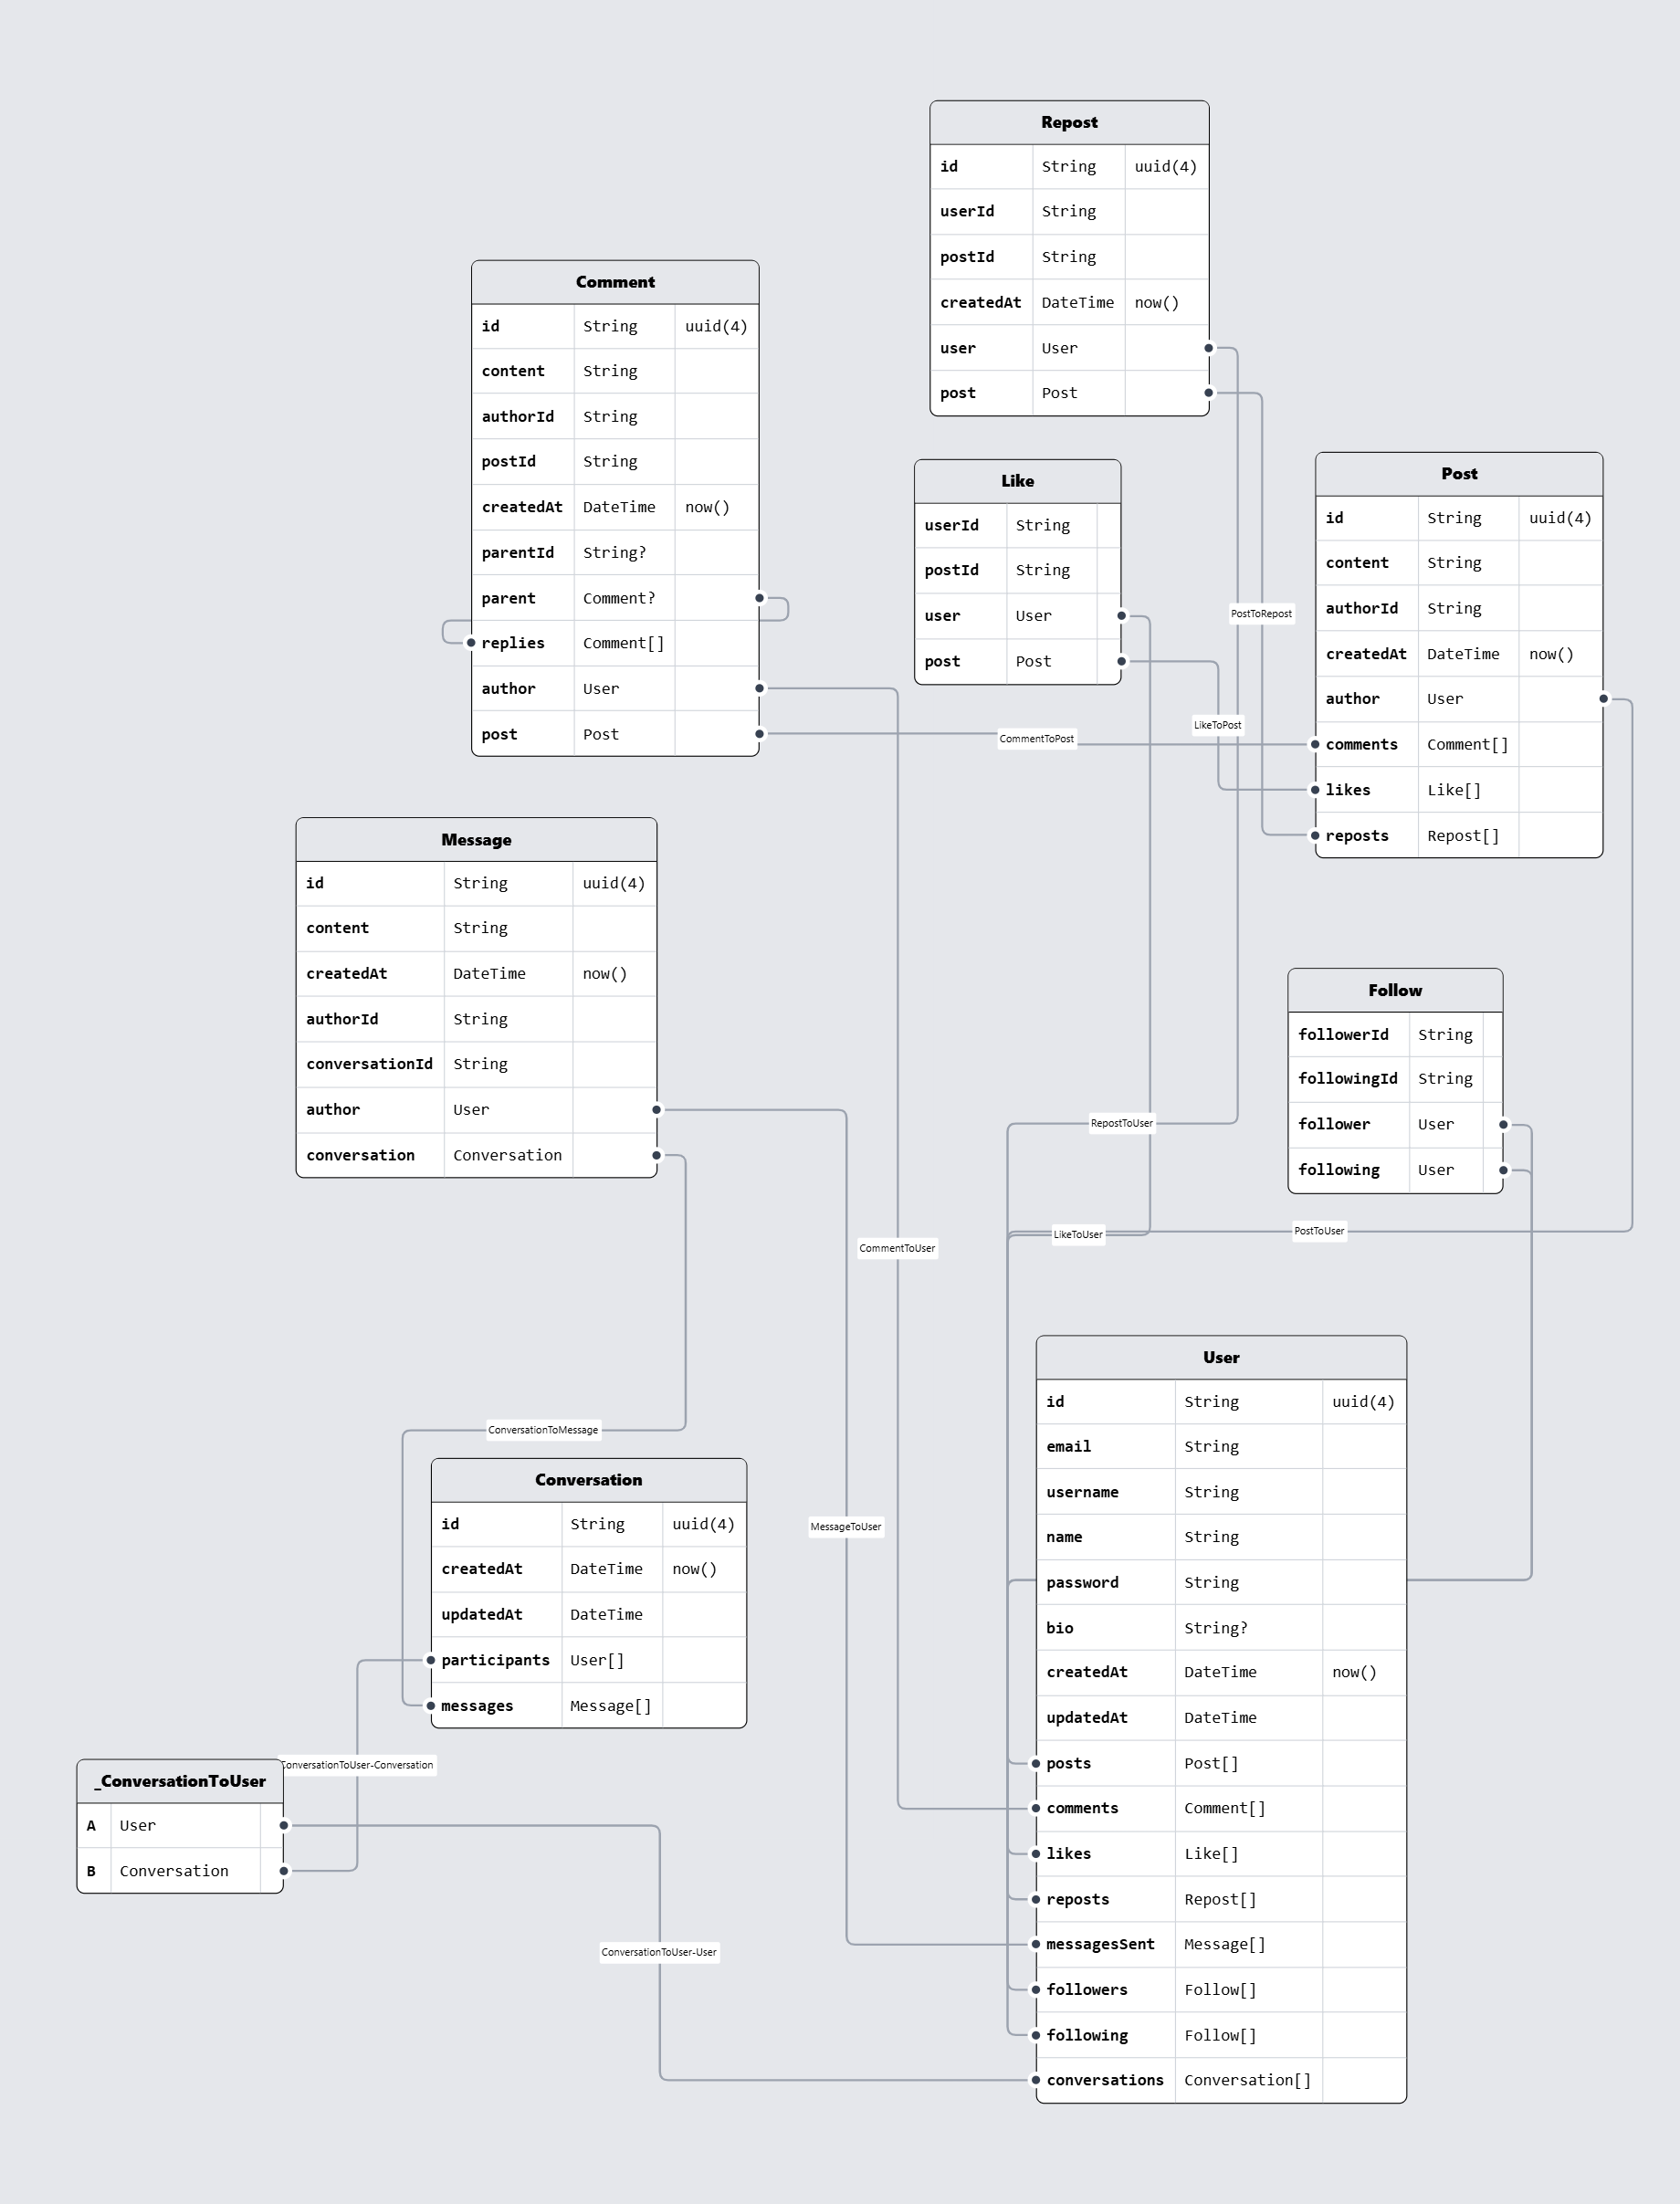 Repost
id String uuid(4)
userId String
postId String
createdAt DateTime now()
user User
post Post
Comment
id String uuid(4)
content String
authorId String
postId String
createdAt DateTime now()
parentId String?
parent Comment?
replies Comment[]
author User
post Post
Like
userId String
postId String
user User
post Post
Post
id String uuid(4)
content String
authorId String
createdAt DateTime now()
author User
comments Comment[]
likes Like[]
reposts Repost[]
PostToRepost
LikeToPost
CommentToPost
Message
id String uuid(4)
content String
createdAt DateTime now()
authorId String
conversationId String
author User
conversation Conversation
Follow
followerId String
followingId String
follower User
following User
RepostToUser
LikeToUser
PostToUser
CommentToUser
User
id String uuid(4)
email String
username String
name String
password String
bio String?
createdAt DateTime now()
updatedAt DateTime
posts Post[]
comments Comment[]
likes Like[]
reposts Repost[]
messagesSent Message[]
followers Follow[]
following Follow[]
conversations Conversation[]
ConversationToMessage
Conversation
id String uuid(4)
createdAt DateTime now()
updatedAt DateTime
participants User[]
messages Message[]
MessageToUser
ConversationToUser-Conversation
_ConversationToUser
A User
B Conversation
ConversationToUser-User